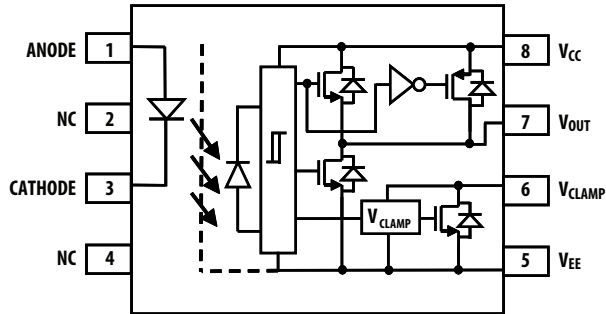 ANODE 1
NC 2
CATHODE 3
NC 4
8 VCC
7 VOUT
6 VCLAMP
5 VEE
VCLAMP